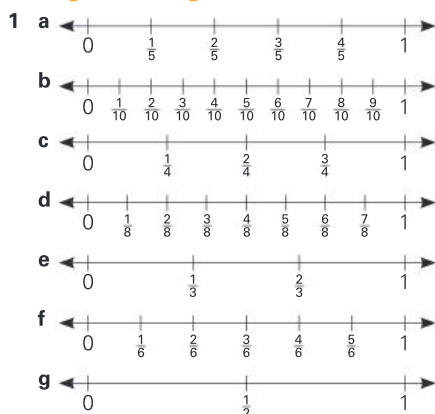 1 a
0 1/5 2/5 3/5 4/5 1
b
0 1/10 2/10 3/10 4/10 5/10 6/10 7/10 8/10 9/10 1
c
0 1/4 2/4 3/4 1
d
0 1/8 2/8 3/8 4/8 5/8 6/8 7/8 1
e
0 1/3 2/3 1
f
0 1/6 2/6 3/6 4/6 5/6 1
g
0 1/2 1